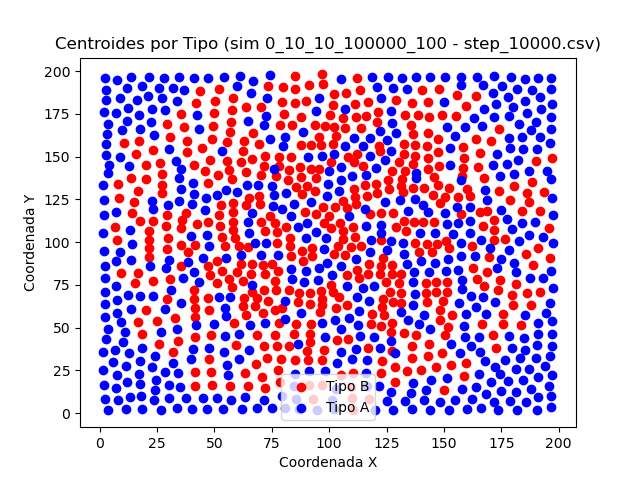 Centroides por Tipo (sim 0_10_10_100000_100 - step_10000.csv)
200
175
150
125
100
75
50
25
0
Coordenada Y
Tipo B
Tipo A
0 25 50 75 100 125 150 175 200
Coordenada X